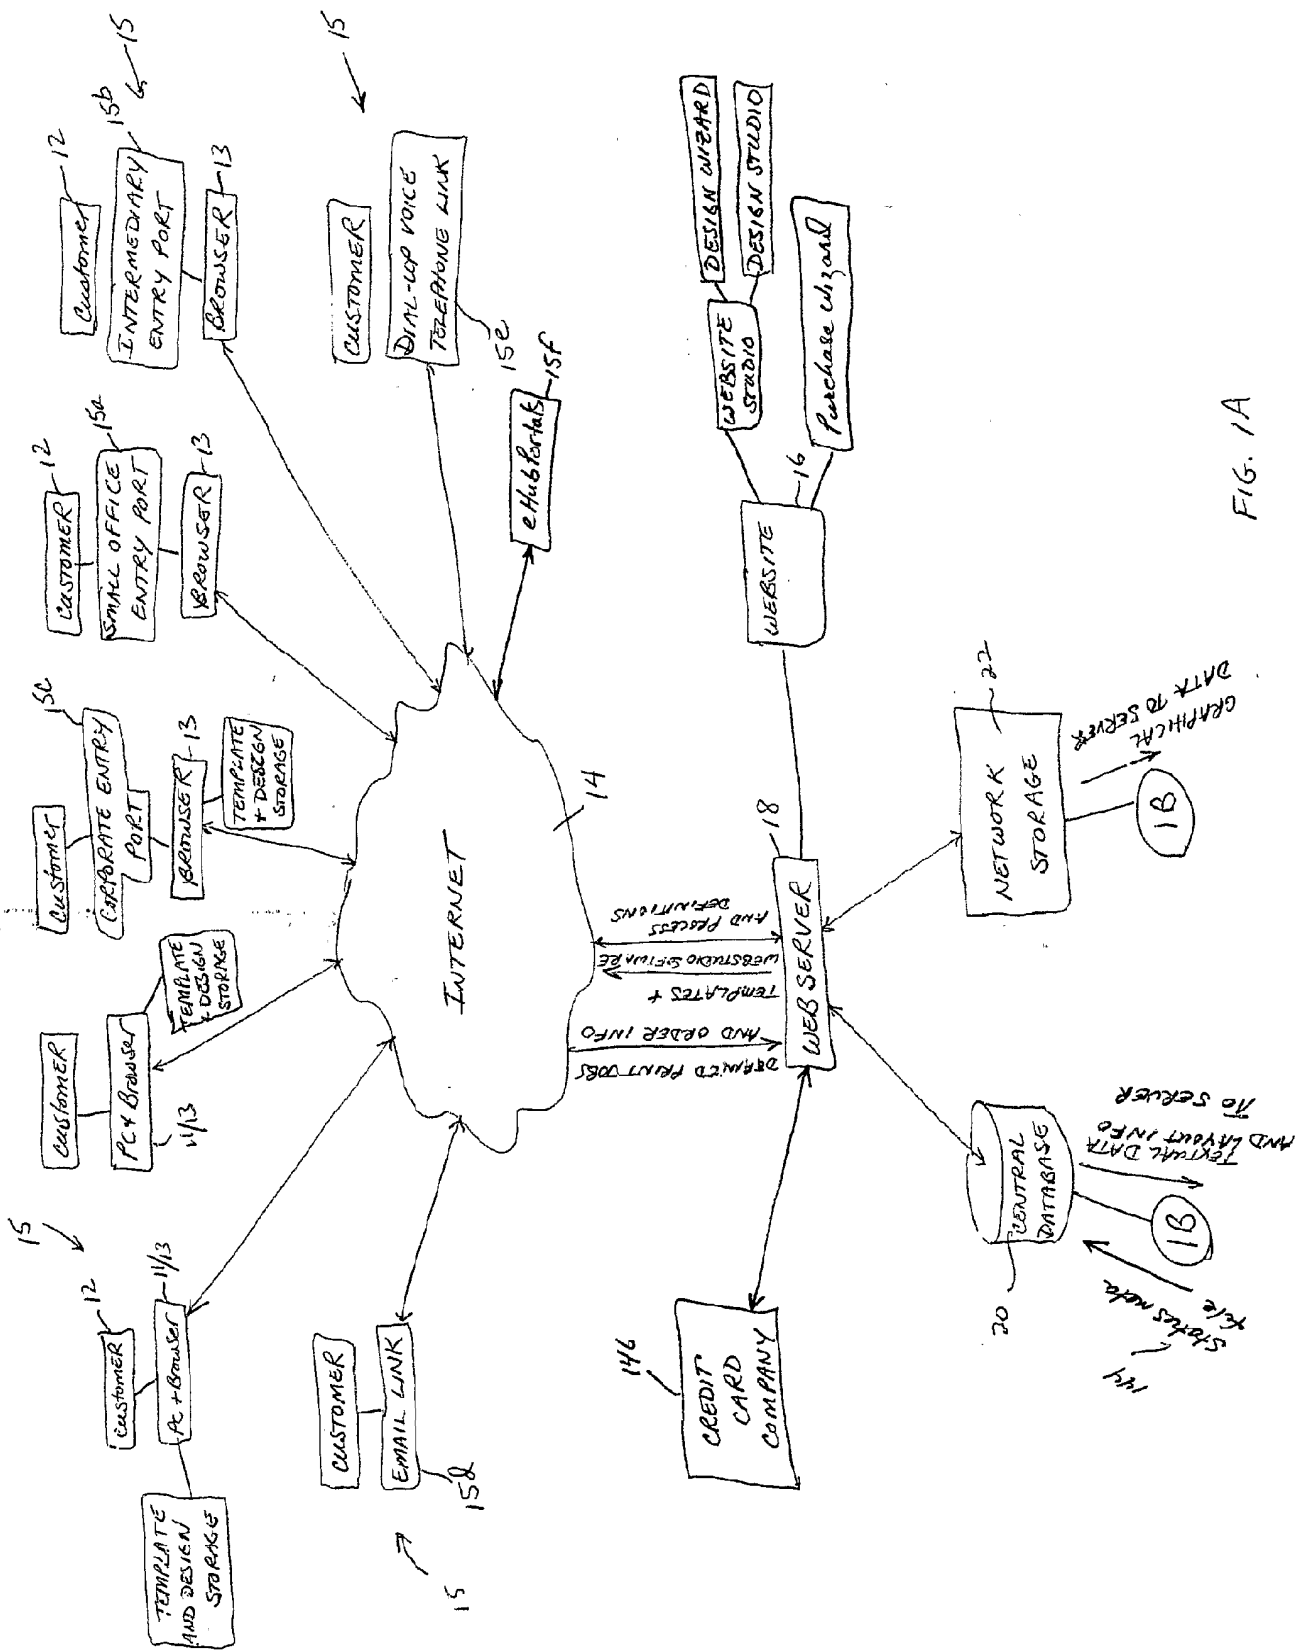 15
12
CUSTOMER
PC + BROWSER
11/13
TEMPLATE
AND DESIGN
STORAGE
CUSTOMER
PC & Browser
11/13
TEMPLATE
+ DESIGN
STORAGE
Customer
15c
CORPORATE ENTRY
PORT
BROWSER
13
TEMPLATE
+ DESIGN
STORAGE
CUSTOMER
12
SMALL OFFICE
ENTRY PORT
15a
BROWSER
13
Customer
12
INTERMEDIARY
ENTRY PORT
15b
15
BROWSER
13
CUSTOMER
EMAIL LINK
15d
15
INTERNET
14
CUSTOMER
DIAL-UP VOICE
TELEPHONE LINK
15e
15
eHubPortals
15f
DEFINED PRINT JOBS
AND ORDER INFO
TEMPLATES +
WEBSTUDIO SOFTWARE
AND PROCESS
DEFINITIONS
146
CREDIT
CARD
COMPANY
WEB SERVER
18
WEBSITE
16
WEBSITE
STUDIO
DESIGN WIZARD
DESIGN STUDIO
Purchase Wizard
20
CENTRAL
DATABASE
144
Status meta
file
1B
TEXTUAL DATA
AND LAYOUT INFO
TO SERVER
NETWORK
STORAGE
22
1B
GRAPHICAL
DATA TO SERVER
FIG. 1A